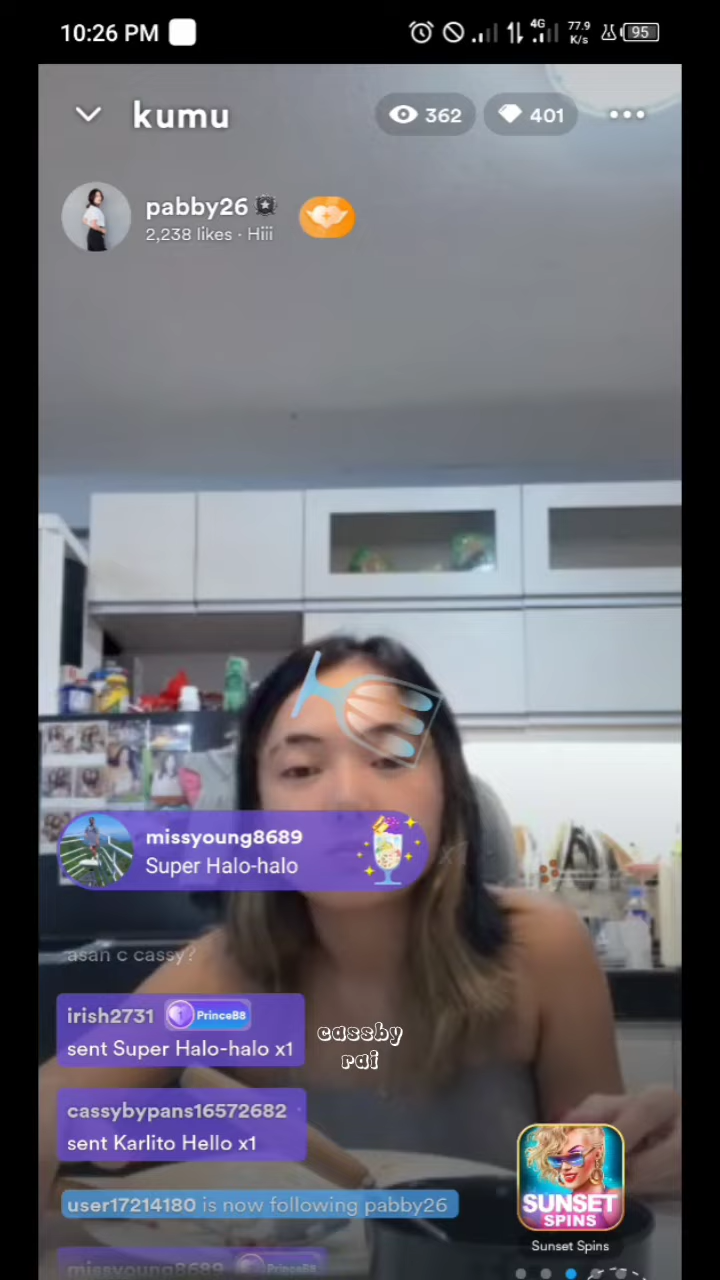 10:26 PM
4G
77.9
K/s
95
kumu
362
401
pabby26
2,238 likes · Hiii
missyoung8689
Super Halo-halo
x1
asan c cassy?
irish2731 PrinceB8
sent Super Halo-halo x1
cassby
rai
cassybypans16572682
sent Karlito Hello x1
user17214180 is now following pabby26
SUNSET
SPINS
Sunset Spins
missyoung8689